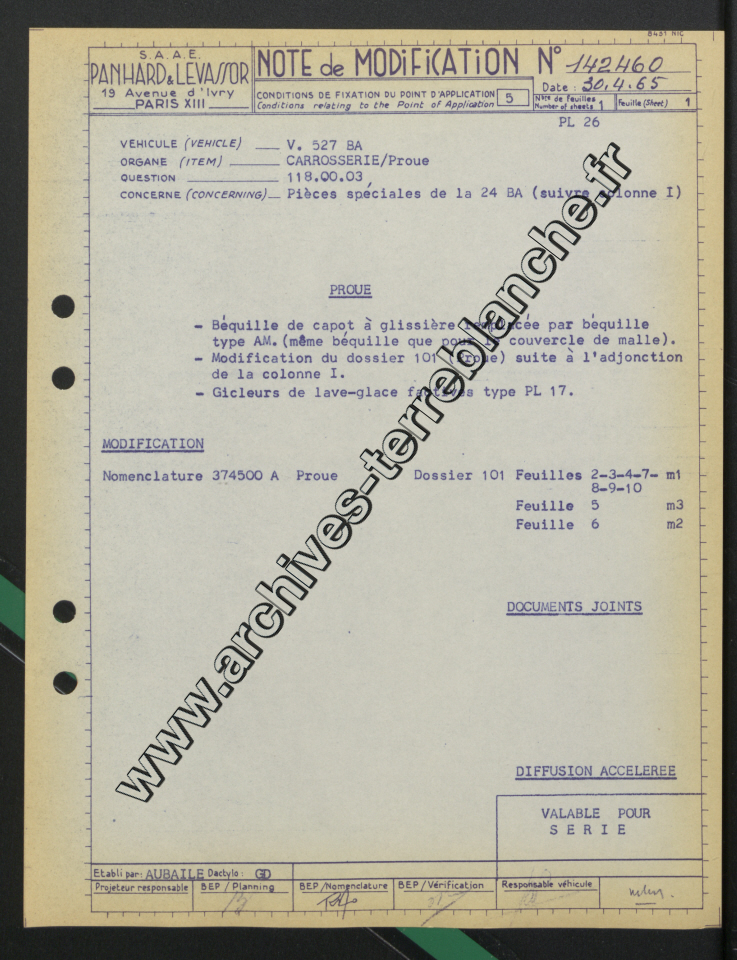 8431 NIC
S.A.A.E.
PANHARD & LEVASSOR
19 Avenue d'Ivry
PARIS XIII
NOTE de MODIFICATION N° 142460
CONDITIONS DE FIXATION DU POINT D'APPLICATION
Conditions relating to the Point of Application
5
Date : 30.4.65
Nbre de feuilles
Number of sheets 1
Feuille (Sheet) 1
PL 26
VEHICULE (VEHICLE) V. 527 BA
ORGANE (ITEM) CARROSSERIE/Proue
QUESTION 118.00.03
CONCERNE (CONCERNING) Pièces spéciales de la 24 BA (suivre colonne I)
PROUE
- Béquille de capot à glissière remplacée par béquille
type AM. (même béquille que pour le couvercle de malle).
- Modification du dossier 101 (Proue) suite à l'adjonction
de la colonne I.
- Gicleurs de lave-glace factives type PL 17.
MODIFICATION
Nomenclature 374500 A Proue Dossier 101 Feuilles 2-3-4-7- m1
8-9-10
Feuille 5 m3
Feuille 6 m2
DOCUMENTS JOINTS
DIFFUSION ACCELEREE
VALABLE POUR
SERIE
Etabli par: AUBAILE Dactylo: GD
Projeteur responsable
BEP / Planning
BEP / Nomenclature
BEP / Vérification
Responsable véhicule
www.archives-terreblanche.fr